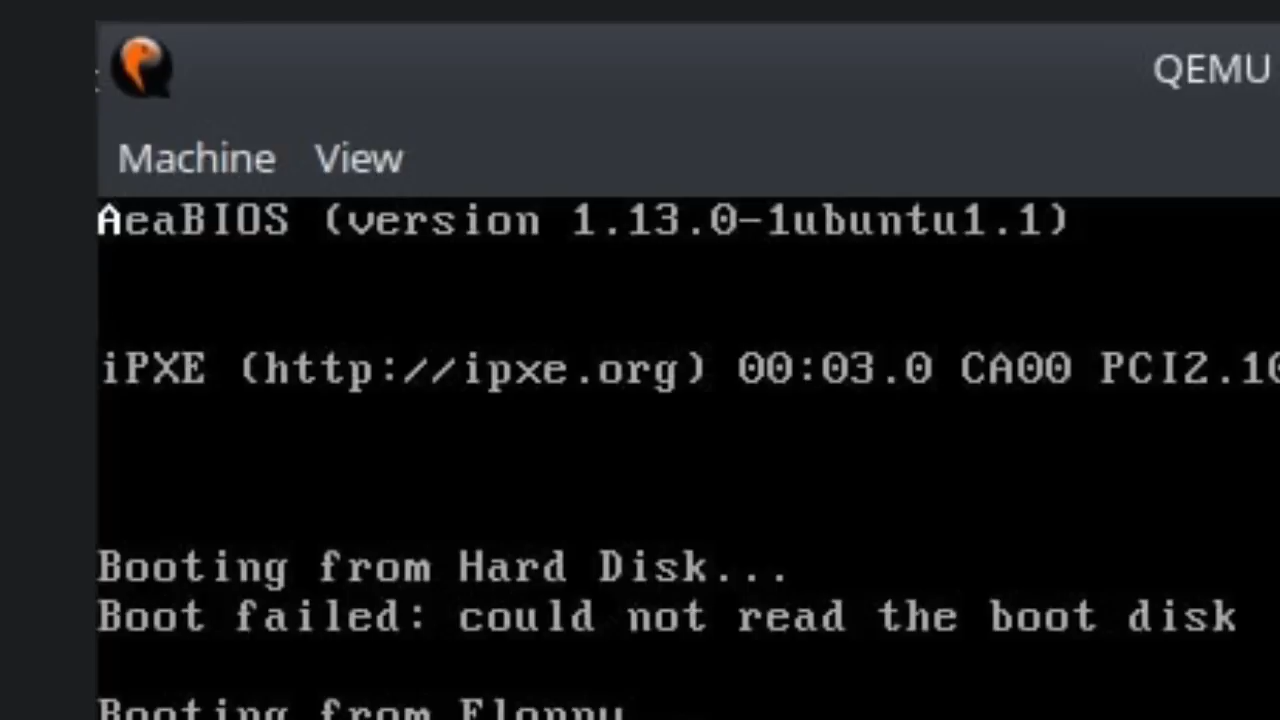 QEMU
Machine View
AeaBIOS (version 1.13.0-1ubuntu1.1)
iPXE (http://ipxe.org) 00:03.0 CA00 PCI2.10
Booting from Hard Disk...
Boot failed: could not read the boot disk
Booting from Floppy